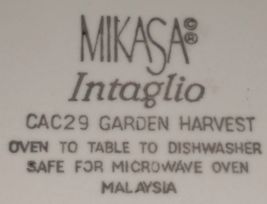 MIKASA©®
Intaglio
CAC29 GARDEN HARVEST
OVEN TO TABLE TO DISHWASHER
SAFE FOR MICROWAVE OVEN
MALAYSIA